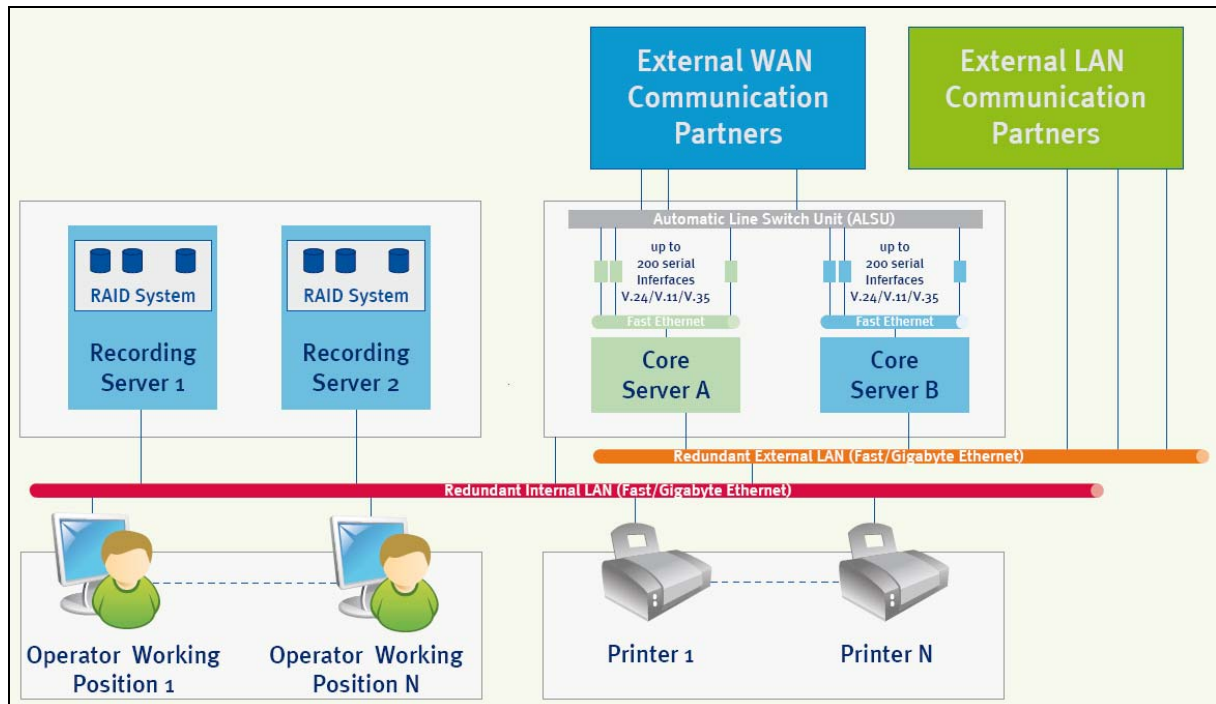 External WAN
Communication
Partners
External LAN
Communication
Partners
Automatic Line Switch Unit (ALSU)
RAID System
RAID System
up to
200 serial
Inferfaces
V.24/V.11/V.35
up to
200 serial
Inferfaces
V.24/V.11/V.35
Fast Ethernet
Fast Ethernet
Recording
Server 1
Recording
Server 2
Core
Server A
Core
Server B
Redundant External LAN (Fast/Gigabyte Ethernet)
Redundant Internal LAN (Fast/Gigabyte Ethernet)
Operator Working
Position 1
Operator Working
Position N
Printer 1
Printer N